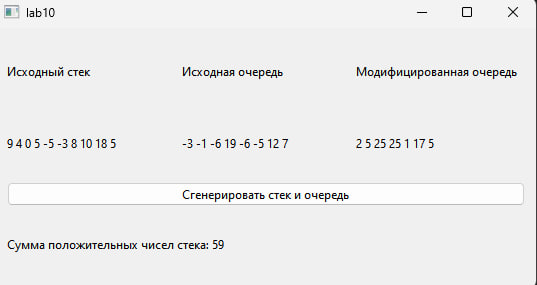 lab10
Исходный стек Исходная очередь Модифицированная очередь
9 4 0 5 -5 -3 8 10 18 5 -3 -1 -6 19 -6 -5 12 7 2 5 25 25 1 17 5
Сгенерировать стек и очередь
Сумма положительных чисел стека: 59